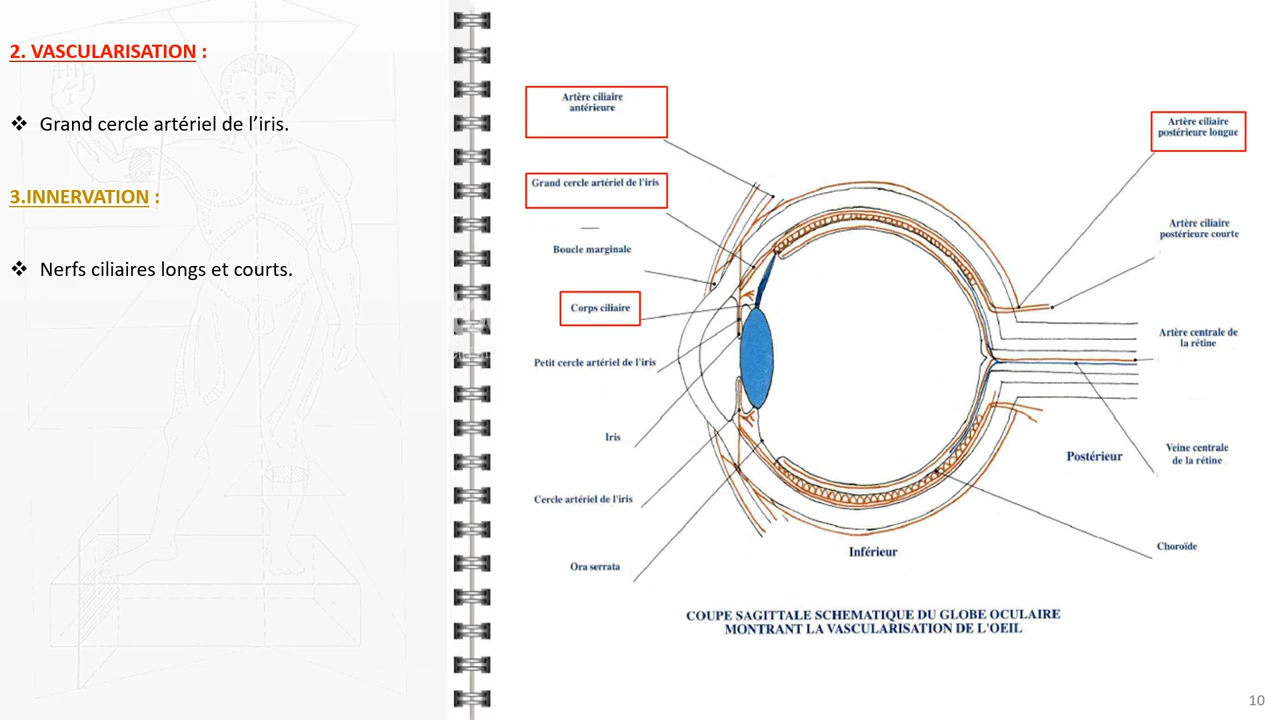 2. VASCULARISATION :
❖ Grand cercle artériel de l’iris.
3.INNERVATION :
❖ Nerfs ciliaires longs et courts.
Artère ciliaire
antérieure
Grand cercle artériel de l'iris
Boucle marginale
Corps ciliaire
Petit cercle artériel de l'iris
Iris
Cercle artériel de l'iris
Ora serrata
Artère ciliaire
postérieure longue
Artère ciliaire
postérieure courte
Artère centrale de
la rétine
Veine centrale
de la rétine
Postérieur
Choroïde
Inférieur
COUPE SAGITTALE SCHEMATIQUE DU GLOBE OCULAIRE
MONTRANT LA VASCULARISATION DE L'OEIL
10